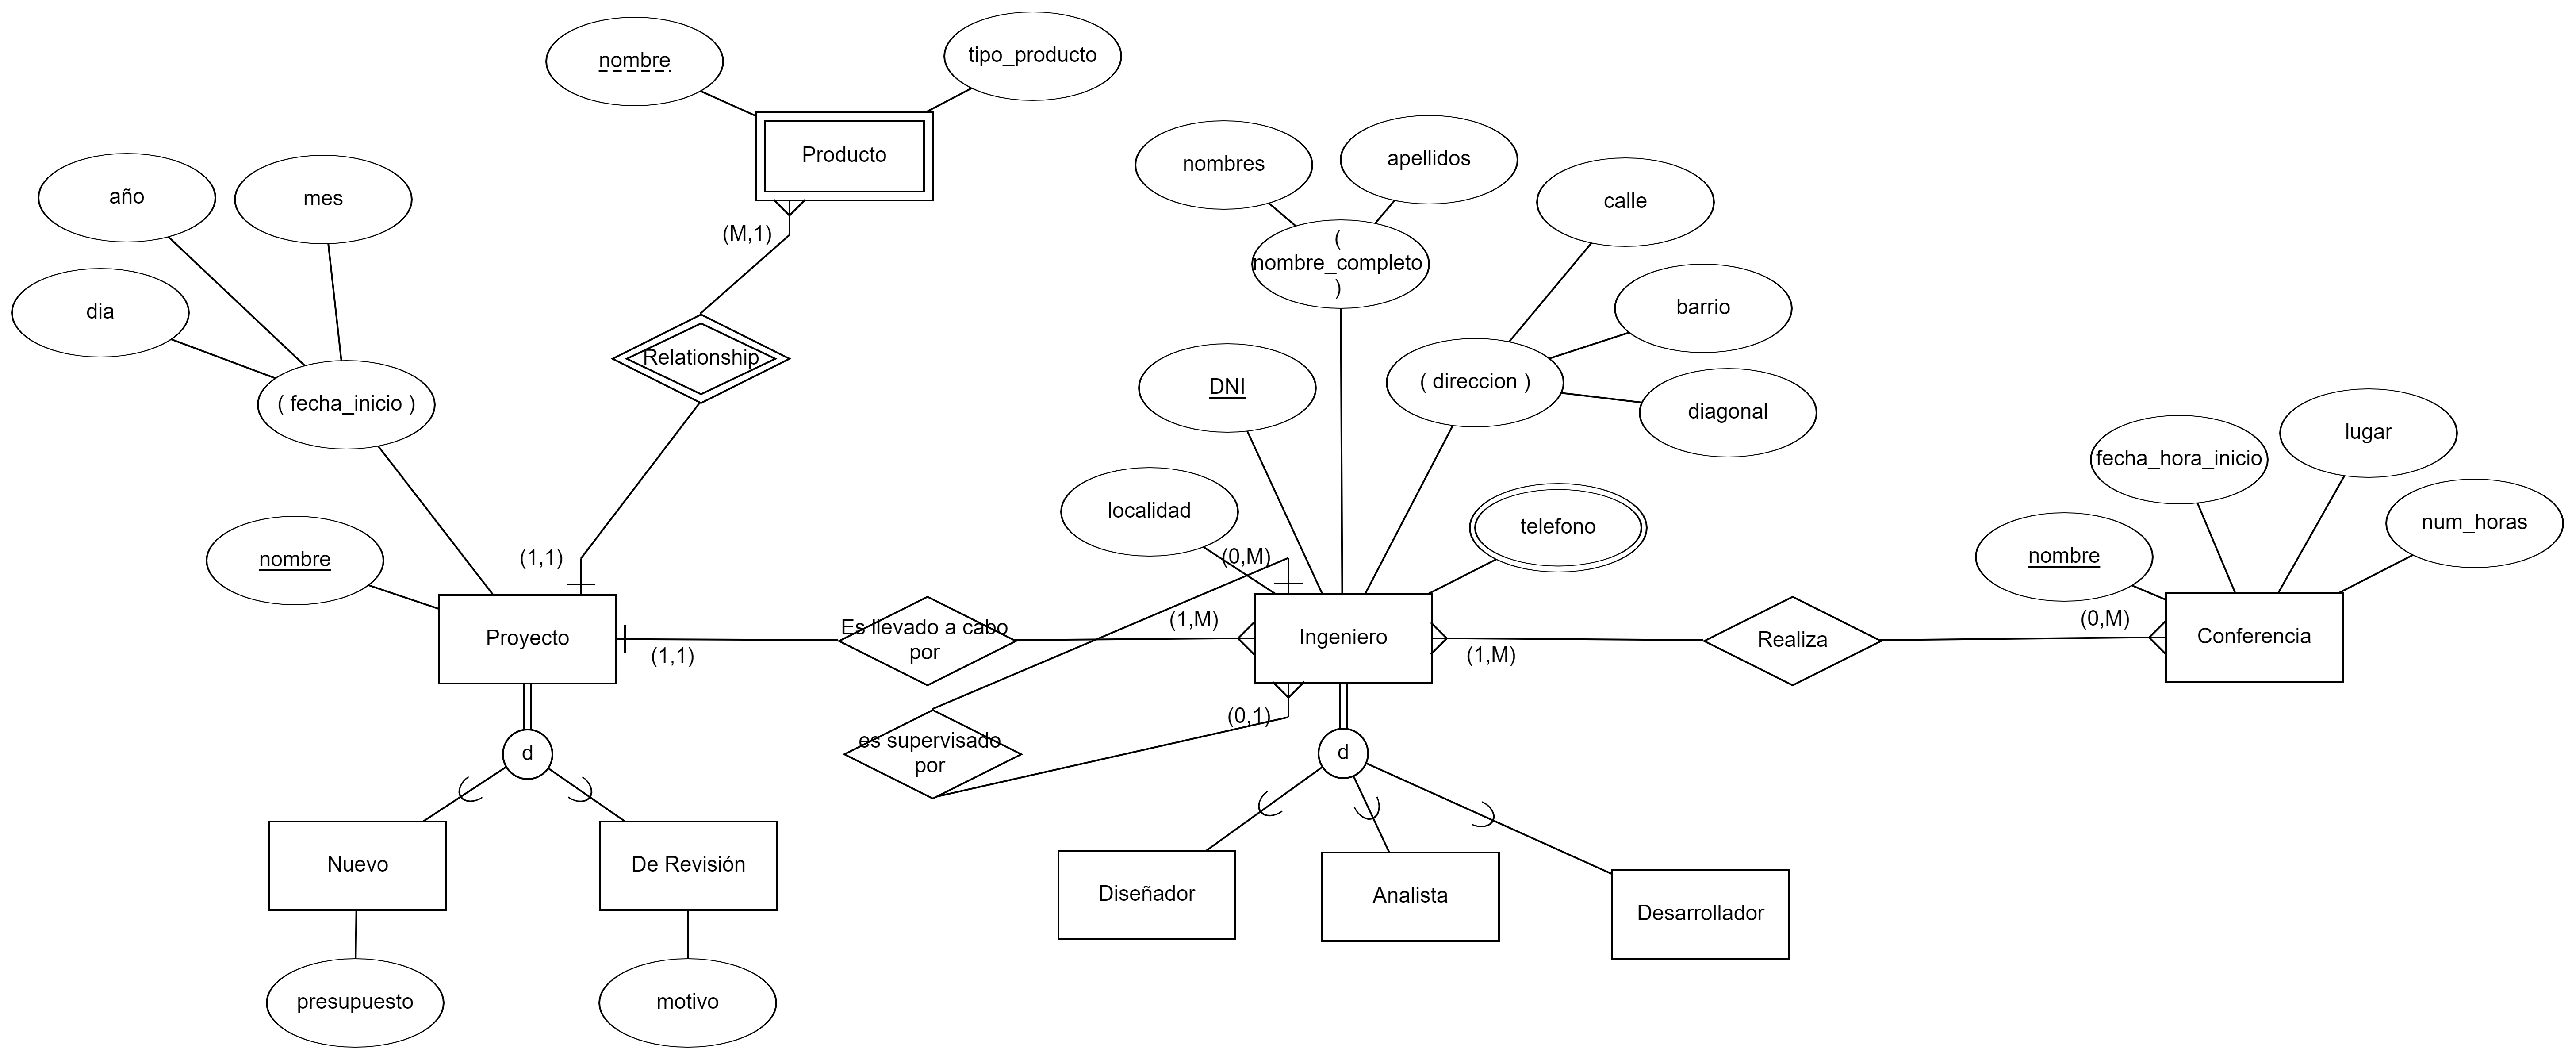 nombre
tipo_producto
Producto
(M,1)
Relationship
(1,1)
año
mes
dia
( fecha_inicio )
nombre
Proyecto
(1,1)
Es llevado a cabo
por
(1,M)
es supervisado
por
(0,M)
(0,1)
nombres
apellidos
(
nombre_completo
)
calle
barrio
diagonal
( direccion )
DNI
localidad
telefono
Ingeniero
(1,M)
Realiza
(0,M)
fecha_hora_inicio
lugar
num_horas
nombre
Conferencia
d
Nuevo
De Revisión
presupuesto
motivo
d
Diseñador
Analista
Desarrollador